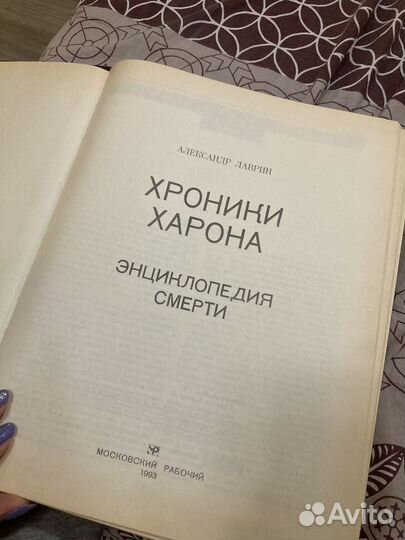 АЛЕКСАНДР ЛАВРИН
ХРОНИКИ
ХАРОНА
ЭНЦИКЛОПЕДИЯ
СМЕРТИ
МОСКОВСКИЙ РАБОЧИЙ
1993
Avito